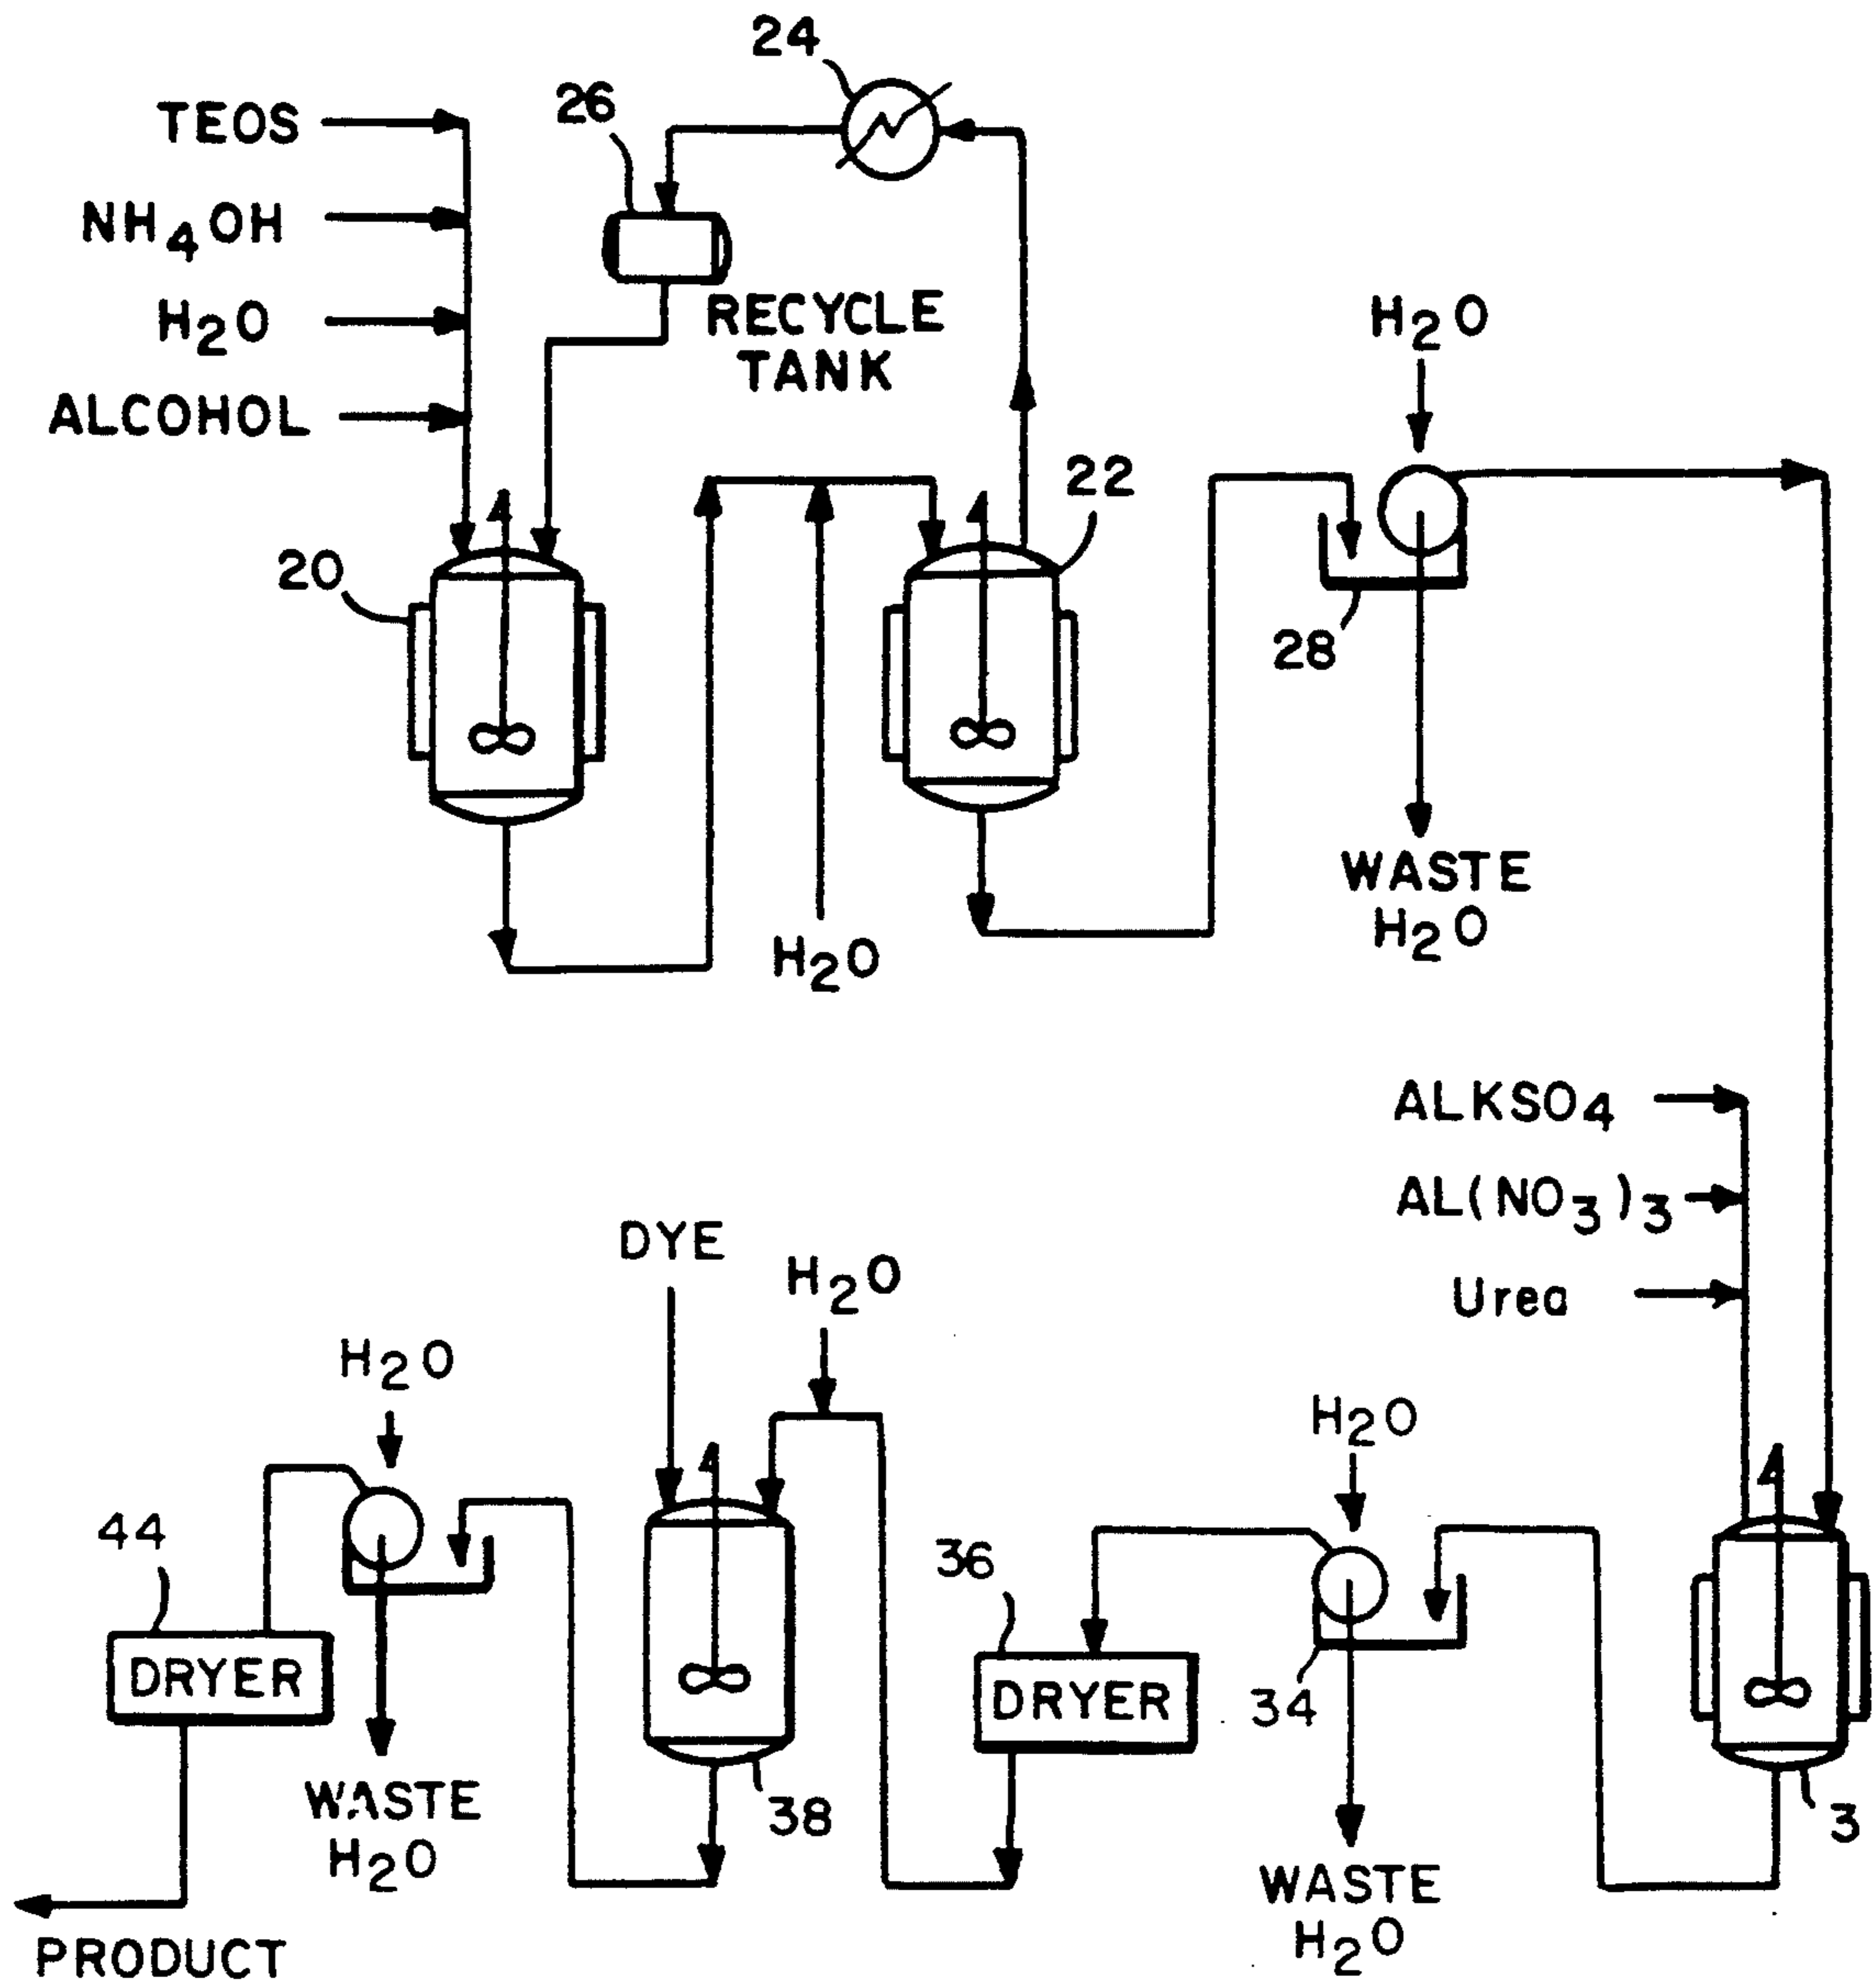 24
26
TEOS
NH4OH
H2O
ALCOHOL
RECYCLE
TANK
H2O
22
20
28
WASTE
H2O
H2O
ALKSO4
AL(NO3)3
Urea
DYE
H2O
H2O
H2O
44
36
DRYER
DRYER
34
38
3
WASTE
H2O
WASTE
H2O
PRODUCT